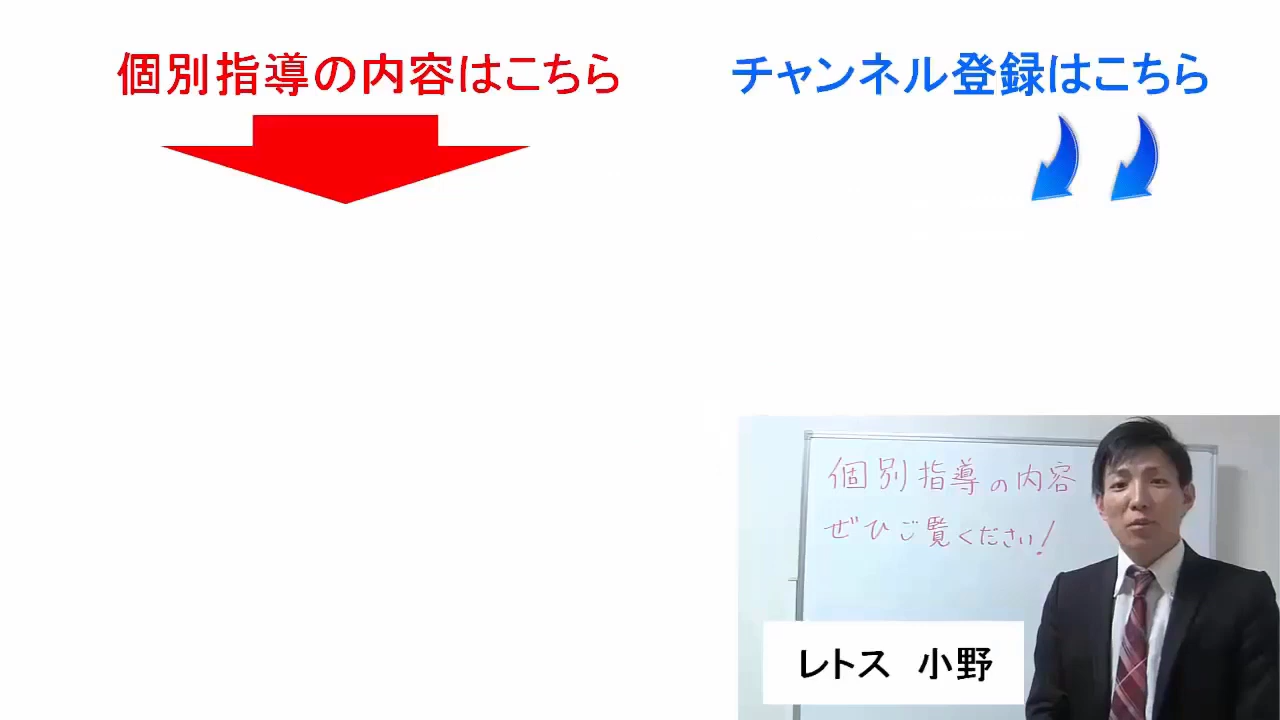 個別指導の内容はこちら
チャンネル登録はこちら
個別指導の内容
ぜひご覧ください!
レトス 小野